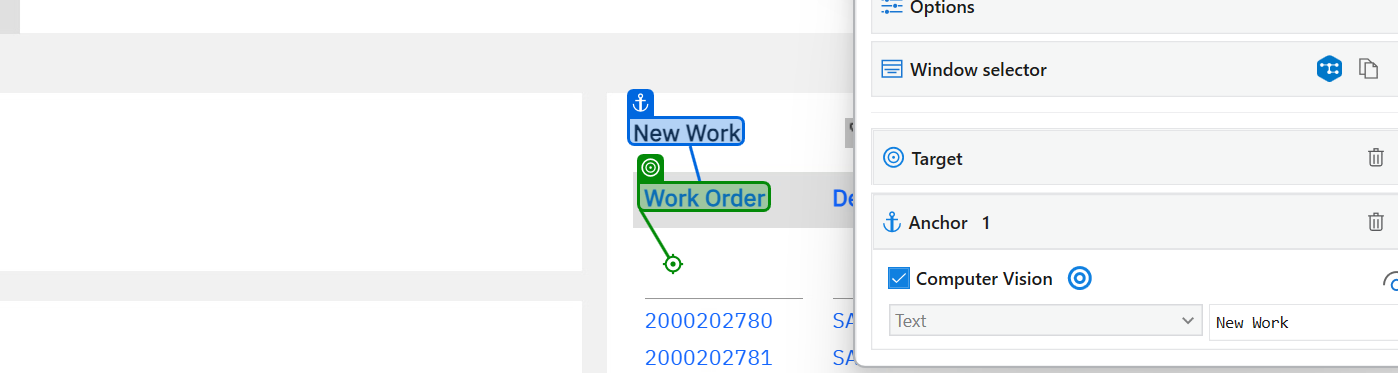 Options
Window selector
New Work
Target
Work Order
De
Anchor 1
Computer Vision
Text
New Work
2000202780
SA
2000202781
SA